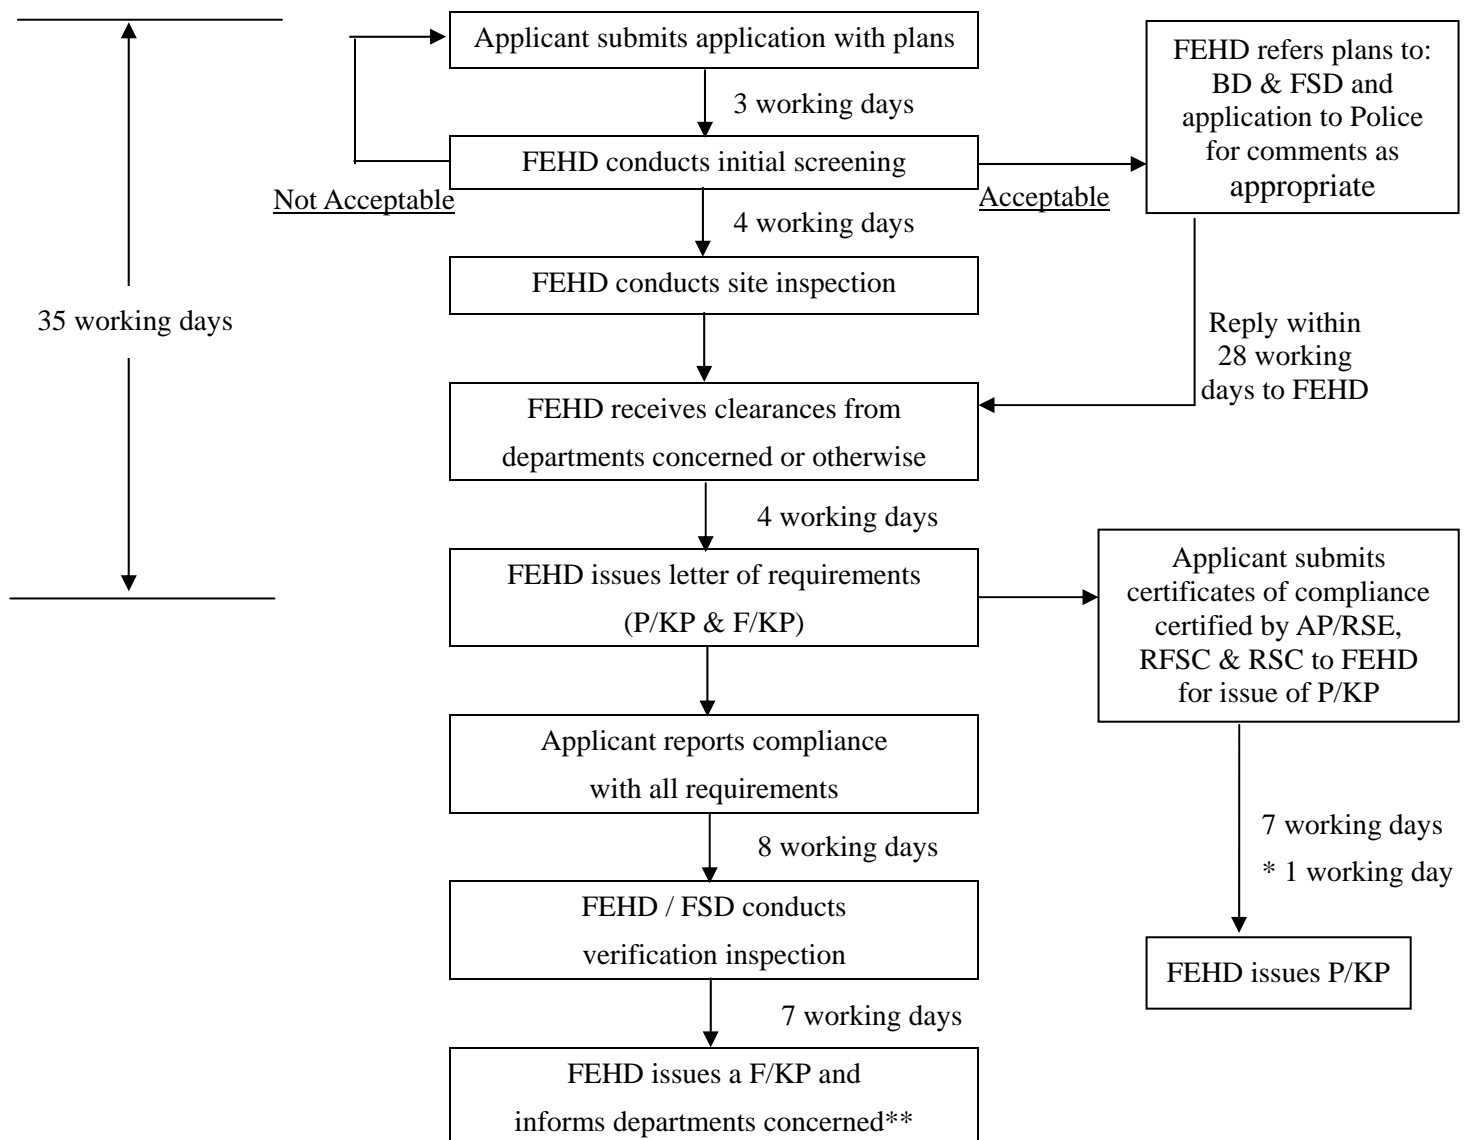 Applicant submits application with plans
FEHD refers plans to:
BD & FSD and
application to Police
for comments as
appropriate
3 working days
FEHD conducts initial screening
Not Acceptable
Acceptable
4 working days
FEHD conducts site inspection
35 working days
Reply within
28 working
days to FEHD
FEHD receives clearances from
departments concerned or otherwise
4 working days
FEHD issues letter of requirements
(P/KP & F/KP)
Applicant submits
certificates of compliance
certified by AP/RSE,
RFSC & RSC to FEHD
for issue of P/KP
Applicant reports compliance
with all requirements
7 working days
* 1 working day
8 working days
FEHD / FSD conducts
verification inspection
FEHD issues P/KP
7 working days
FEHD issues a F/KP and
informs departments concerned**